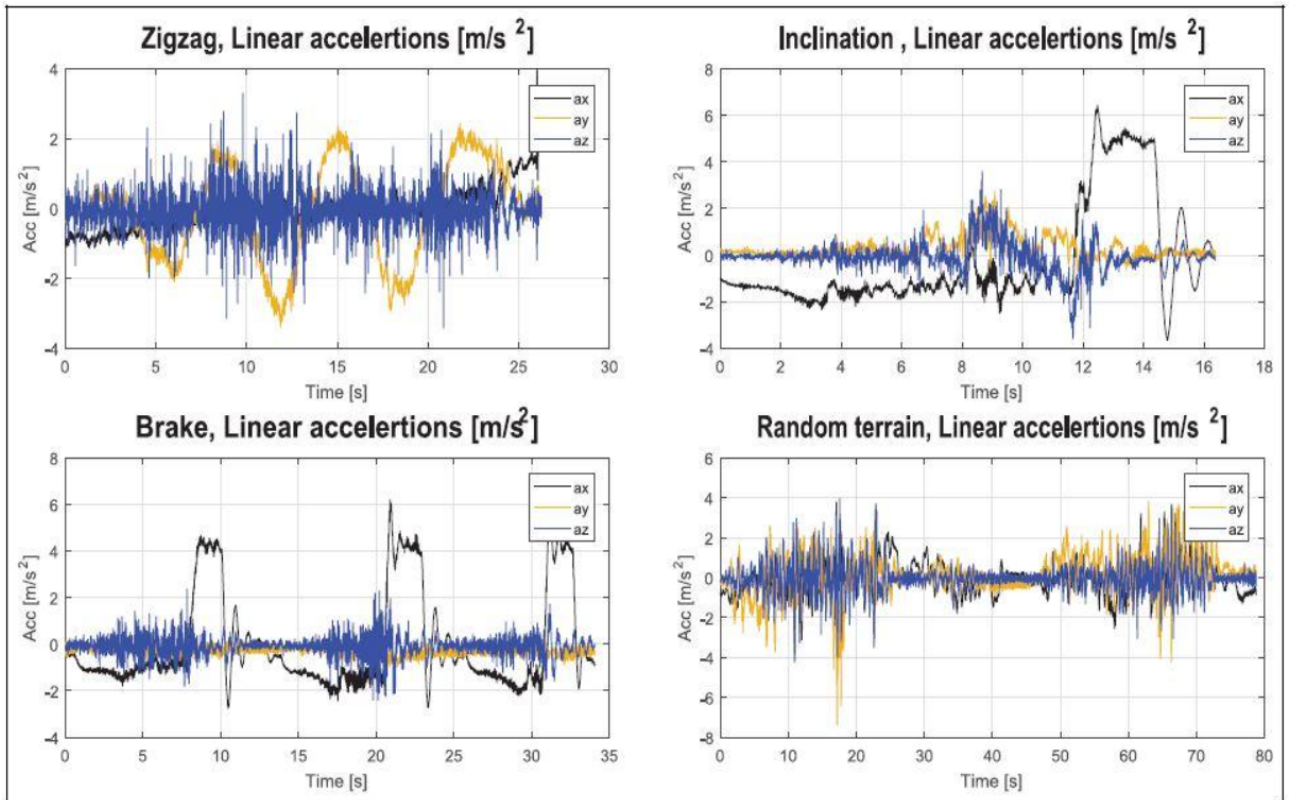 Zigzag, Linear accelertions [m/s 2]
Acc [m/s2]
4
2
0
-2
-4
ax
ay
az
0 5 10 15 20 25 30
Time [s]
Inclination , Linear accelertions [m/s 2]
Acc [m/s2]
8
6
4
2
0
-2
-4
ax
ay
az
0 2 4 6 8 10 12 14 16 18
Time [s]
Brake, Linear accelertions [m/s2]
Acc [m/s2]
8
6
4
2
0
-2
-4
ax
ay
az
0 5 10 15 20 25 30 35
Time [s]
Random terrain, Linear accelertions [m/s 2]
Acc [m/s2]
6
4
2
0
-2
-4
-6
-8
ax
ay
az
0 10 20 30 40 50 60 70 80
Time [s]